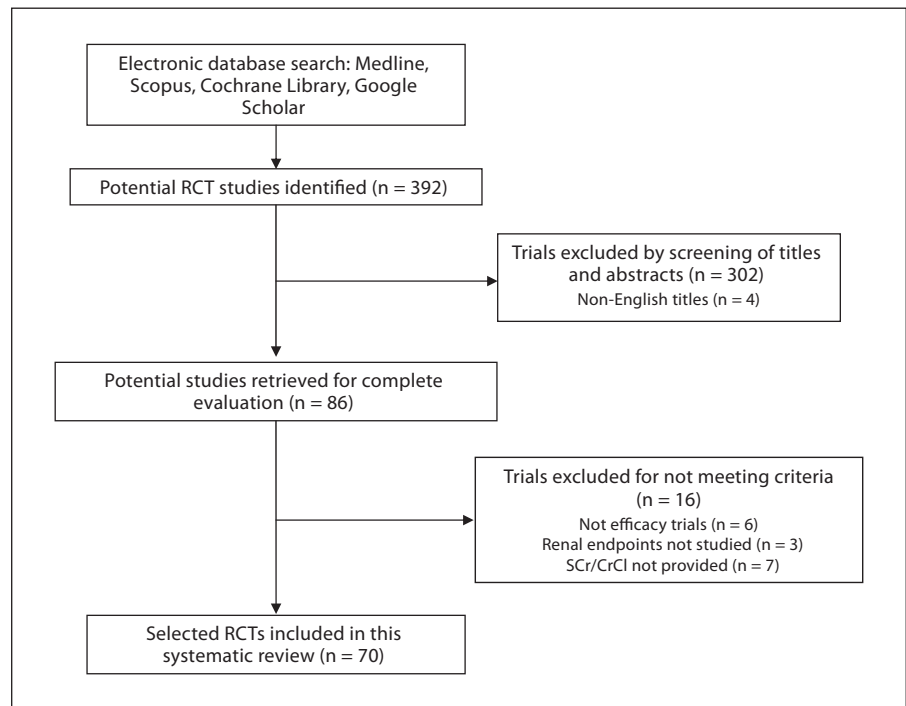 Electronic database search: Medline,
Scopus, Cochrane Library, Google
Scholar
Potential RCT studies identified (n = 392)
Trials excluded by screening of titles
and abstracts (n = 302)
Non-English titles (n = 4)
Potential studies retrieved for complete
evaluation (n = 86)
Trials excluded for not meeting criteria
(n = 16)
Not efficacy trials (n = 6)
Renal endpoints not studied (n = 3)
SCr/CrCl not provided (n = 7)
Selected RCTs included in this
systematic review (n = 70)